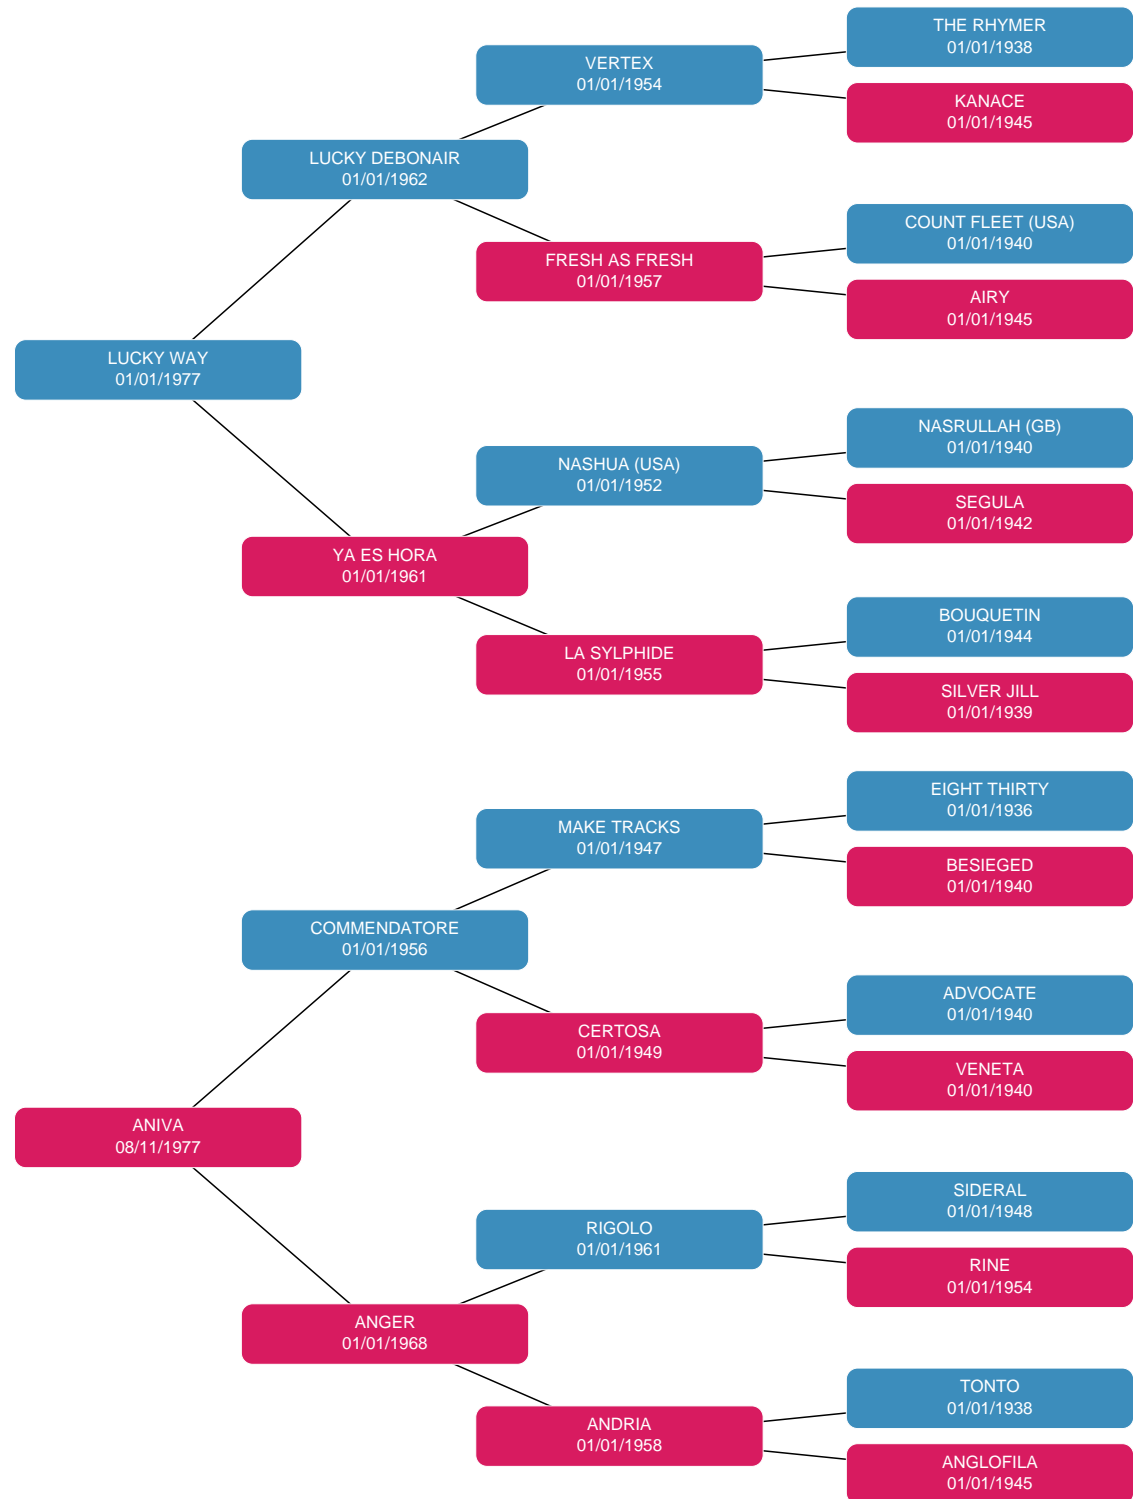 THE RHYMER
01/01/1938
VERTEX
01/01/1954
KANACE
01/01/1945
LUCKY DEBONAIR
01/01/1962
COUNT FLEET (USA)
01/01/1940
FRESH AS FRESH
01/01/1957
AIRY
01/01/1945
LUCKY WAY
01/01/1977
NASRULLAH (GB)
01/01/1940
NASHUA (USA)
01/01/1952
SEGULA
01/01/1942
YA ES HORA
01/01/1961
BOUQUETIN
01/01/1944
LA SYLPHIDE
01/01/1955
SILVER JILL
01/01/1939
EIGHT THIRTY
01/01/1936
MAKE TRACKS
01/01/1947
BESIEGED
01/01/1940
COMMENDATORE
01/01/1956
ADVOCATE
01/01/1940
CERTOSA
01/01/1949
VENETA
01/01/1940
ANIVA
08/11/1977
SIDERAL
01/01/1948
RIGOLO
01/01/1961
RINE
01/01/1954
ANGER
01/01/1968
TONTO
01/01/1938
ANDRIA
01/01/1958
ANGLOFILA
01/01/1945